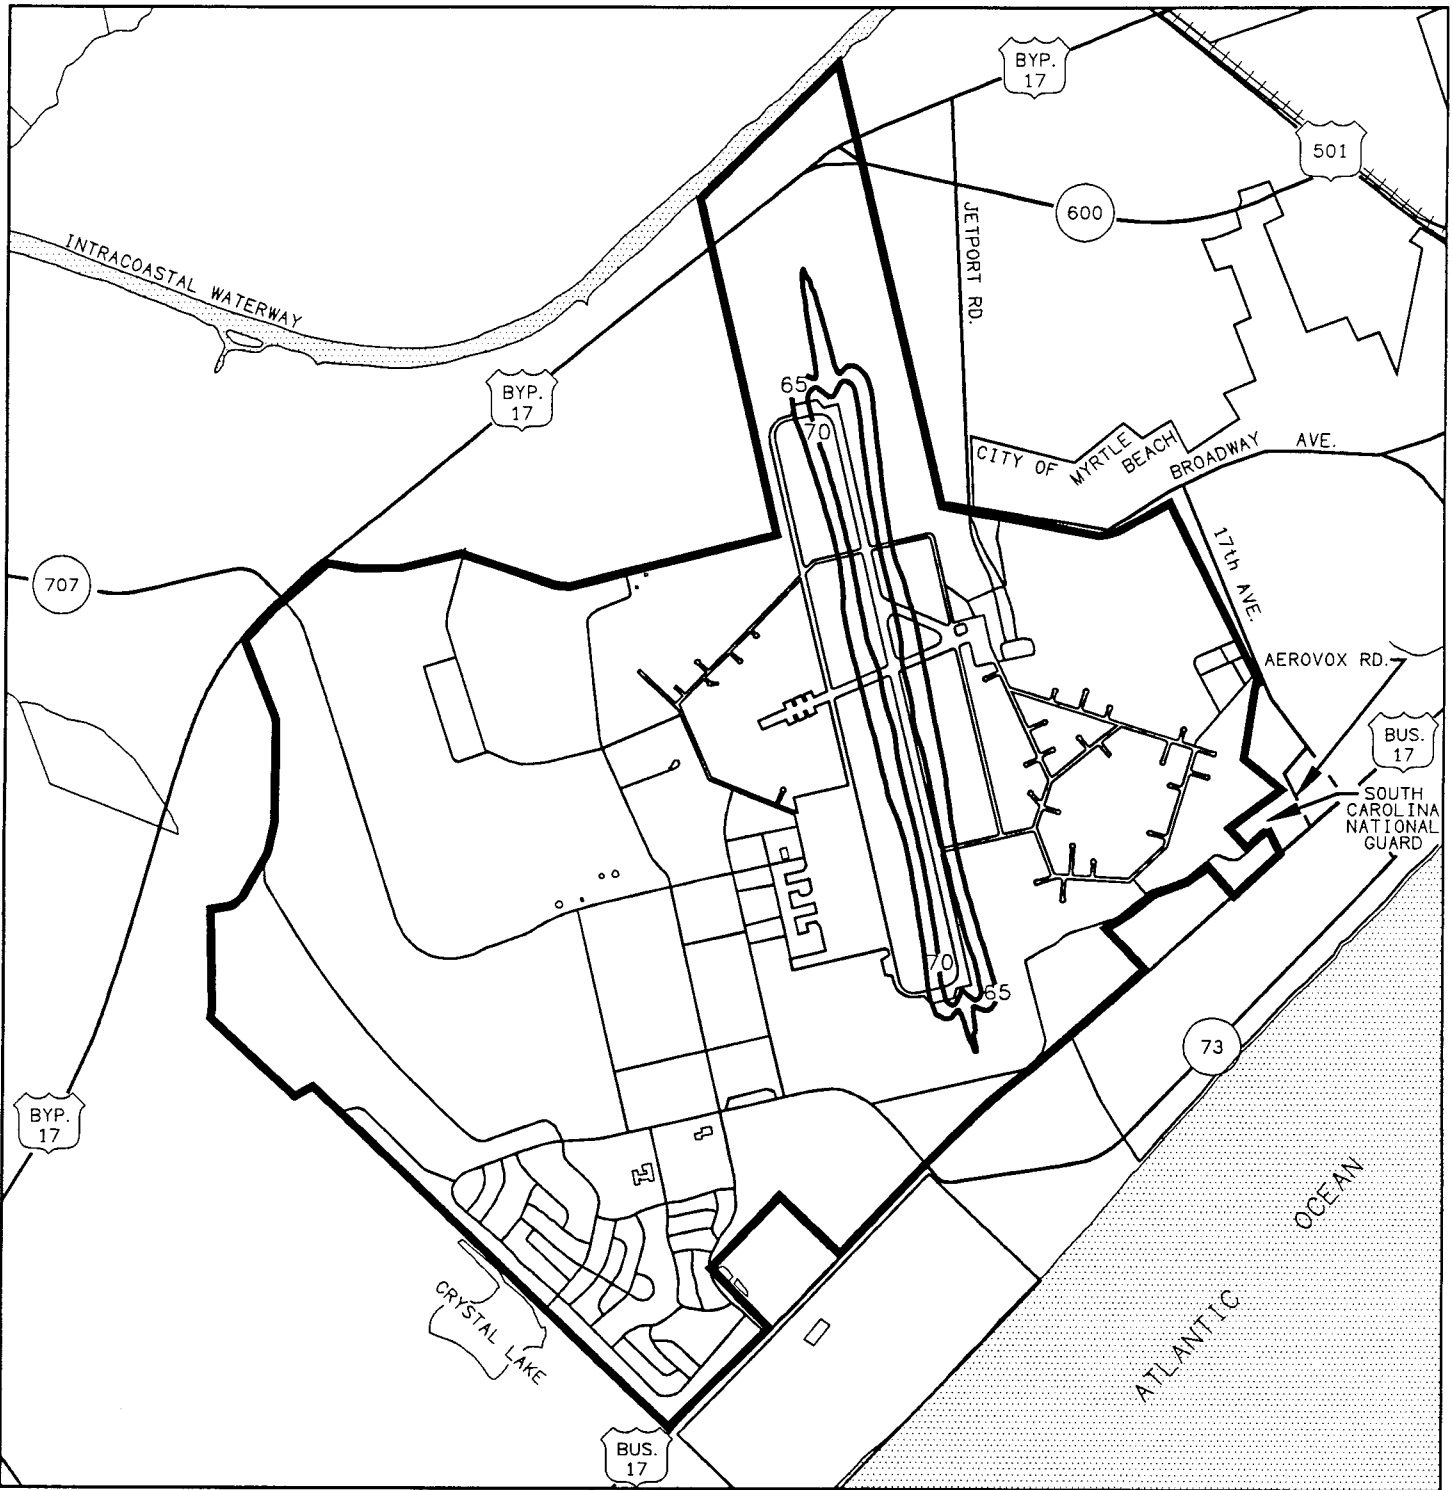 BYP.
17
501
600
JETPORT RD.
INTRACOASTAL WATERWAY
BYP.
17
65
70
CITY OF MYRTLE
BEACH
BROADWAY AVE.
17th AVE.
707
AEROVOX RD.
BUS.
17
SOUTH
CAROLINA
NATIONAL
GUARD
70
65
73
BYP.
17
CRYSTAL LAKE
ATLANTIC OCEAN
BUS.
17